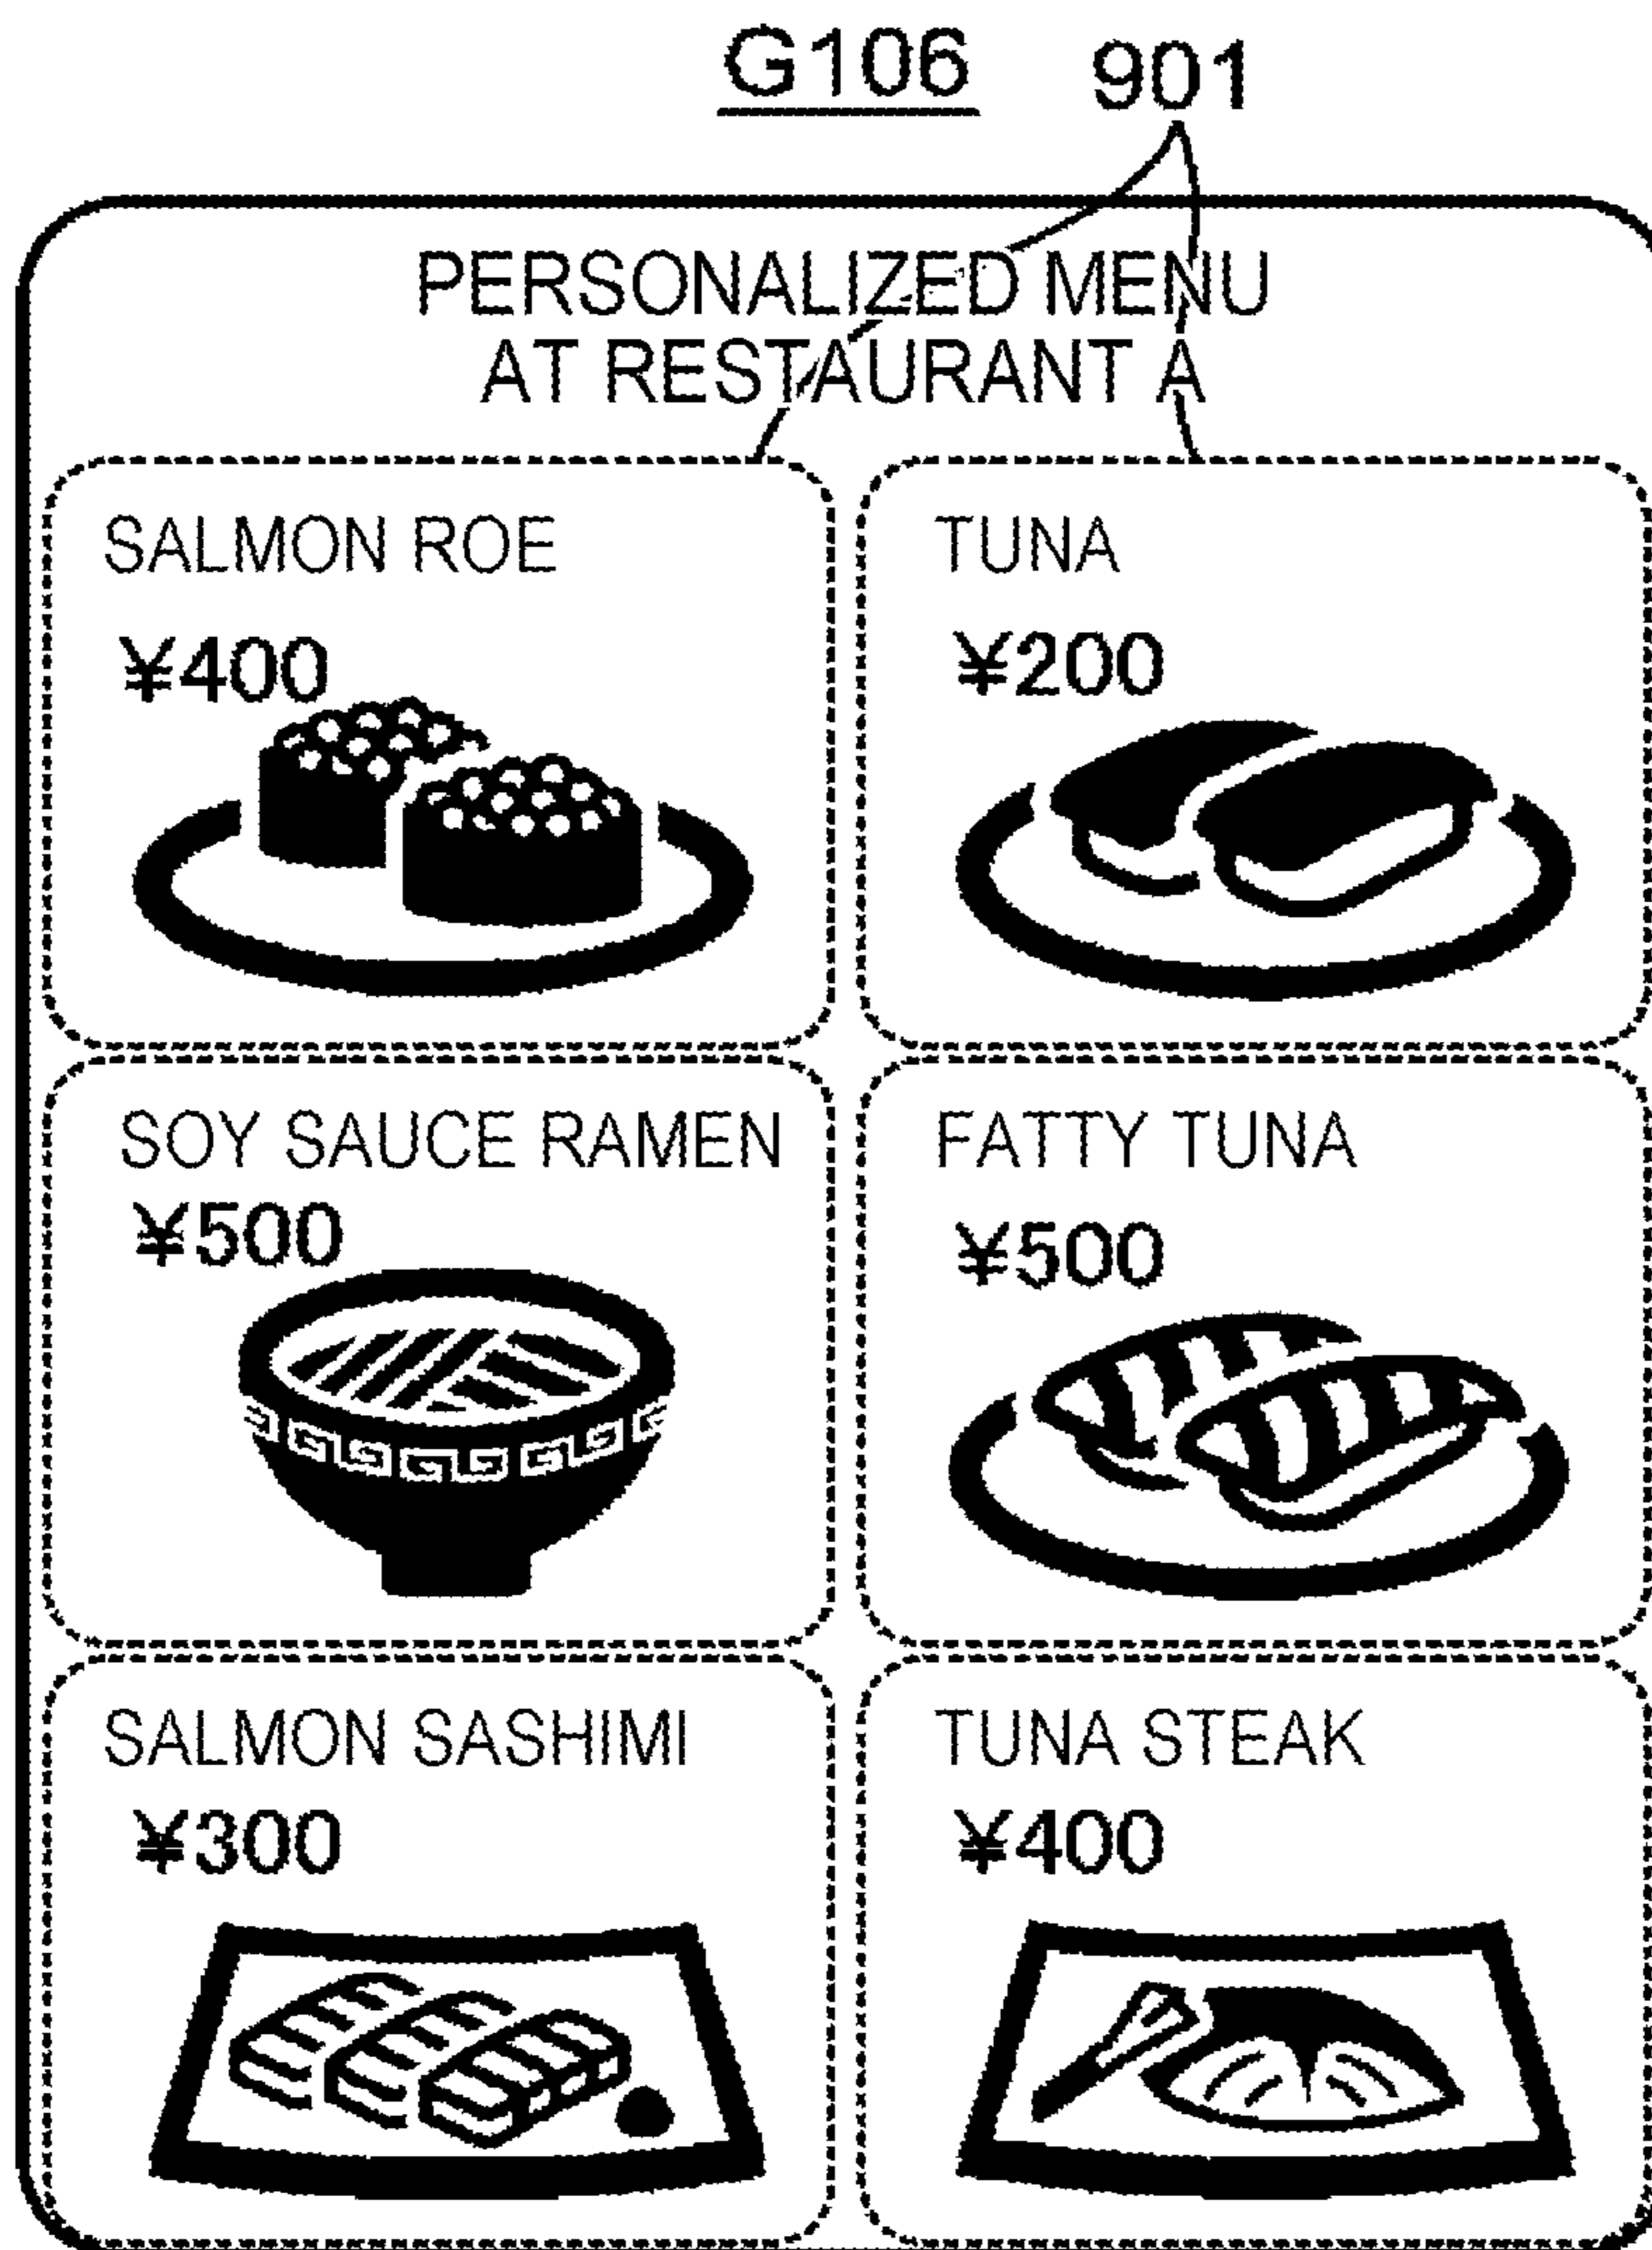 G106 901
PERSONALIZED MENU
AT RESTAURANT A
SALMON ROE
¥400
TUNA
¥200
SOY SAUCE RAMEN
¥500
FATTY TUNA
¥500
SALMON SASHIMI
¥300
TUNA STEAK
¥400